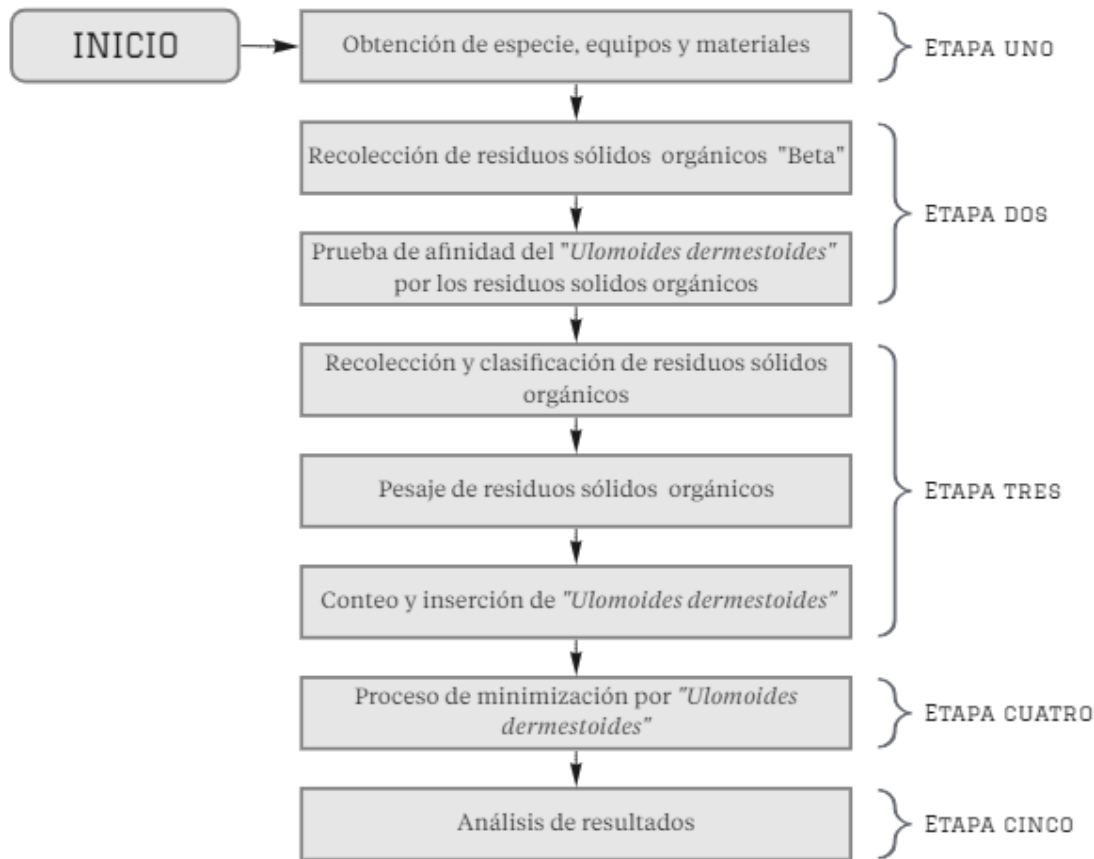 INICIO
Obtención de especie, equipos y materiales
ETAPA UNO
Recolección de residuos sólidos orgánicos "Beta"
Prueba de afinidad del "Ulomoides dermestoides"
por los residuos solidos orgánicos
ETAPA DOS
Recolección y clasificación de residuos sólidos
orgánicos
Pesaje de residuos sólidos orgánicos
Conteo y inserción de "Ulomoides dermestoides"
ETAPA TRES
Proceso de minimización por "Ulomoides
dermestoides"
ETAPA CUATRO
Análisis de resultados
ETAPA CINCO